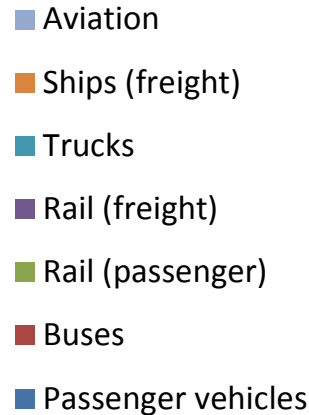 Aviation
Ships (freight)
Trucks
Rail (freight)
Rail (passenger)
Buses
Passenger vehicles